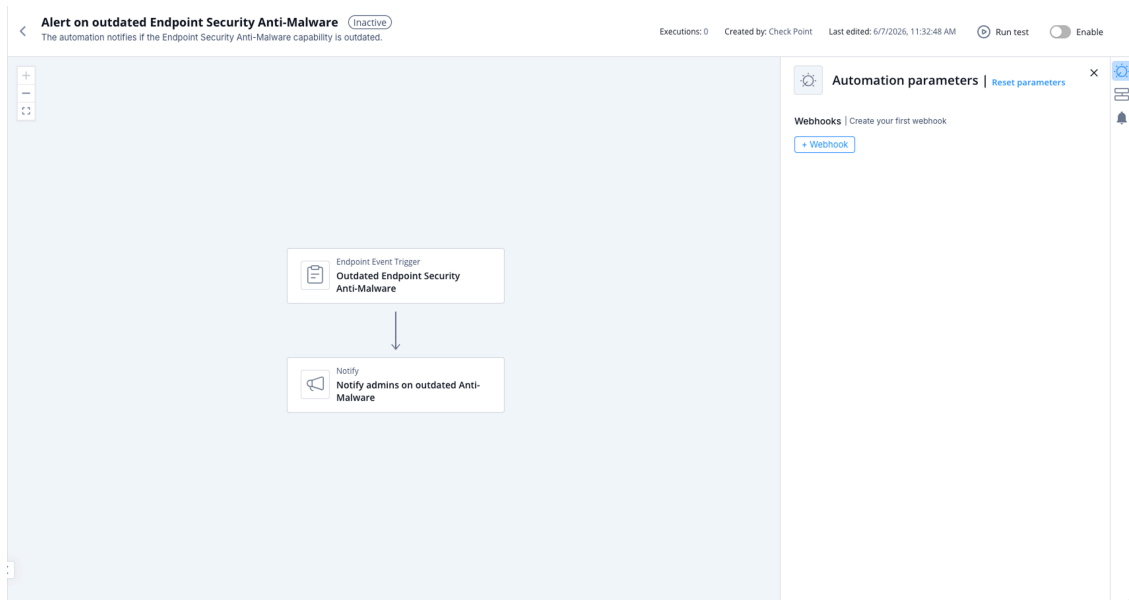 Alert on outdated Endpoint Security Anti-Malware Inactive
The automation notifies if the Endpoint Security Anti-Malware capability is outdated.
Executions: 0 Created by: Check Point Last edited: 6/7/2026, 11:32:48 AM Run test Enable
Automation parameters | Reset parameters
Webhooks | Create your first webhook
+ Webhook
Endpoint Event Trigger
Outdated Endpoint Security
Anti-Malware
Notify
Notify admins on outdated Anti-
Malware